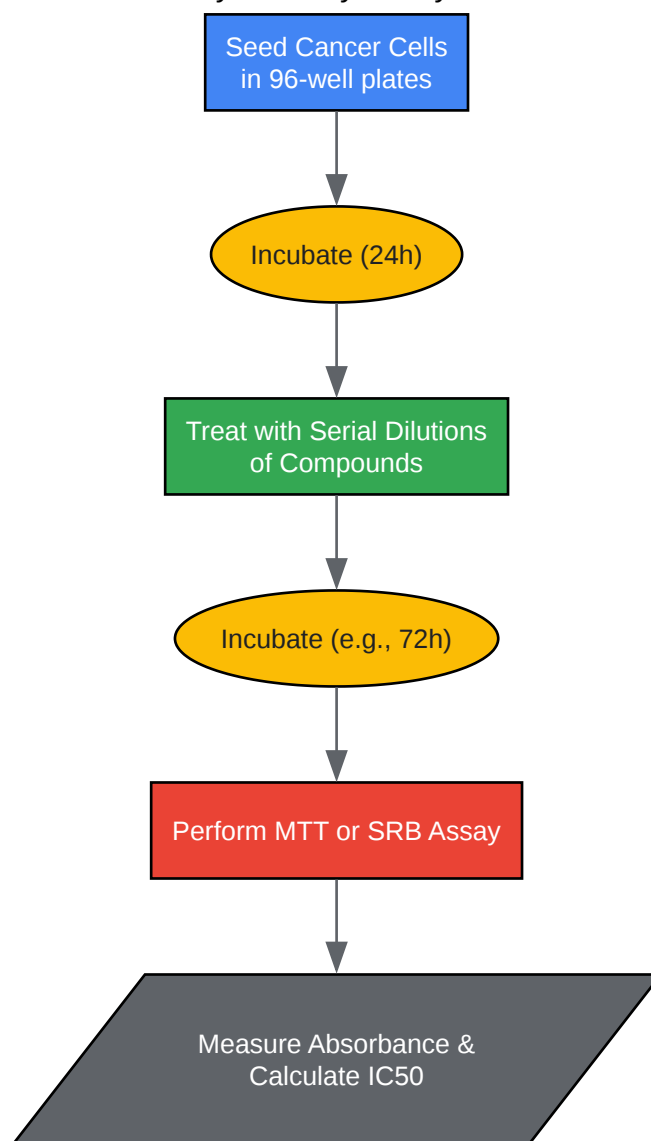 Seed Cancer Cells
in 96-well plates
Incubate (24h)
Treat with Serial Dilutions
of Compounds
Incubate (e.g., 72h)
Perform MTT or SRB Assay
Measure Absorbance &
Calculate IC50